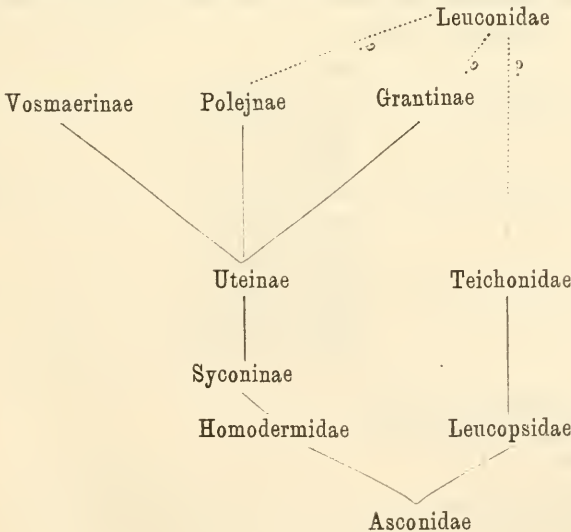 Leuconidae
? ? ?
Vosmaerinae Polejnae Grantinae
Uteinae Teichonidae
Syconinae
Homodermidae Leucopsidae
Asconidae